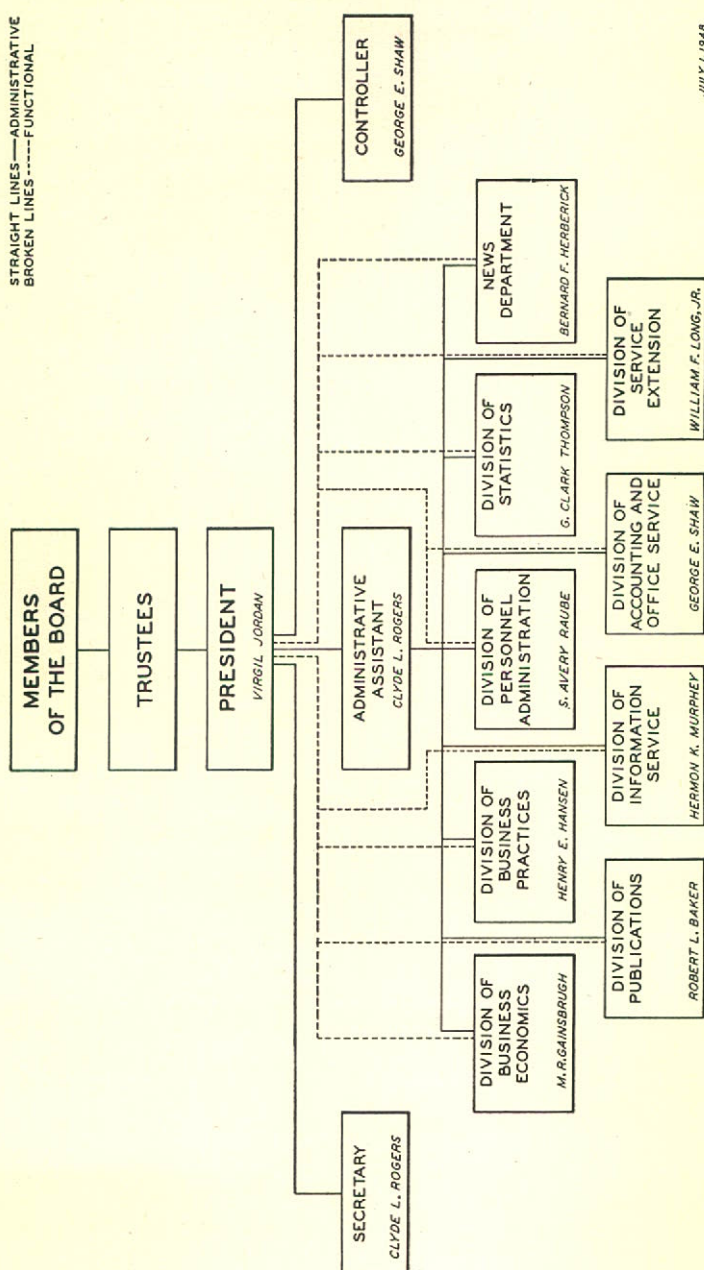 STRAIGHT LINES——ADMINISTRATIVE
BROKEN LINES-----FUNCTIONAL
MEMBERS
OF THE BOARD
TRUSTEES
PRESIDENT
VIRGIL JORDAN
SECRETARY
CLYDE L. ROGERS
ADMINISTRATIVE
ASSISTANT
CLYDE L. ROGERS
CONTROLLER
GEORGE E. SHAW
DIVISION OF
BUSINESS
ECONOMICS
M.R.GAINSBRUGH
DIVISION OF
BUSINESS
PRACTICES
HENRY E. HANSEN
DIVISION OF
PERSONNEL
ADMINISTRATION
S. AVERY RAUBE
DIVISION OF
STATISTICS
G. CLARK THOMPSON
NEWS
DEPARTMENT
BERNARD F. HERBERICK
DIVISION OF
PUBLICATIONS
ROBERT L. BAKER
DIVISION OF
INFORMATION
SERVICE
HERMON K. MURPHEY
DIVISION OF
ACCOUNTING AND
OFFICE SERVICE
GEORGE E. SHAW
DIVISION OF
SERVICE
EXTENSION
WILLIAM F. LONG, JR.
JULY 1, 1948